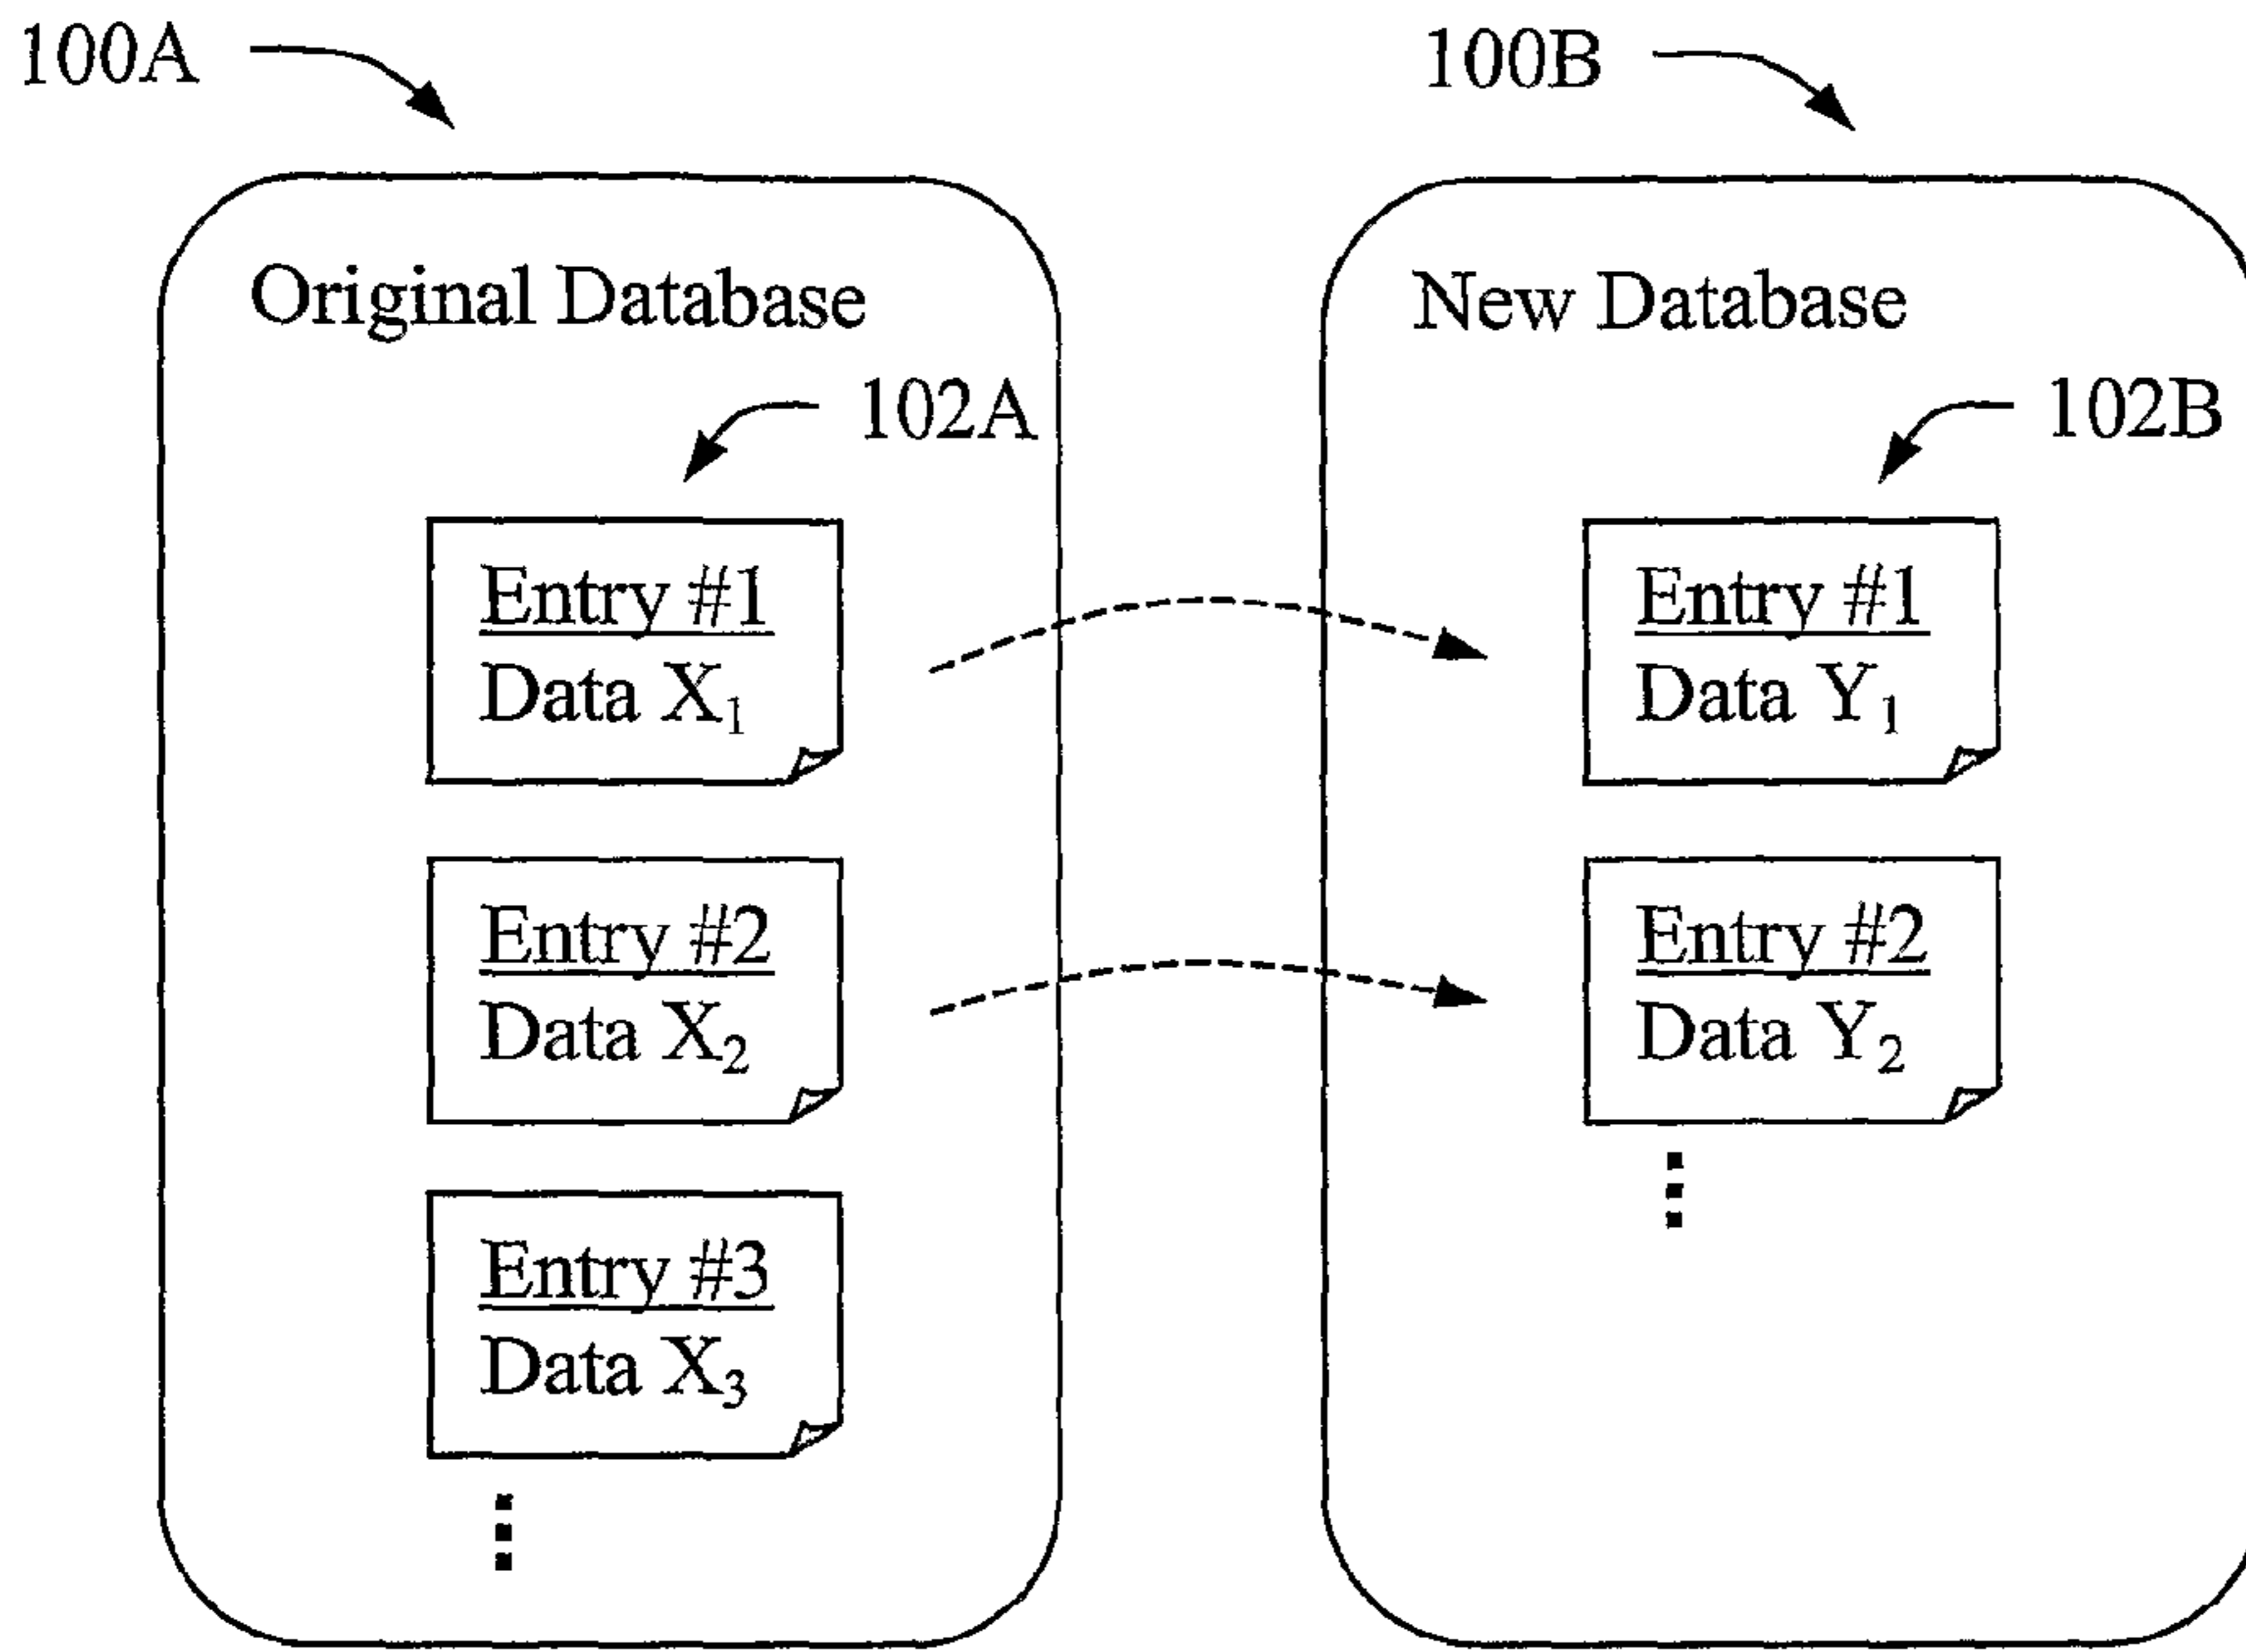 100A
100B
Original Database
New Database
102A
102B
Entry #1
Data X₁
Entry #1
Data Y₁
Entry #2
Data X₂
Entry #2
Data Y₂
Entry #3
Data X₃